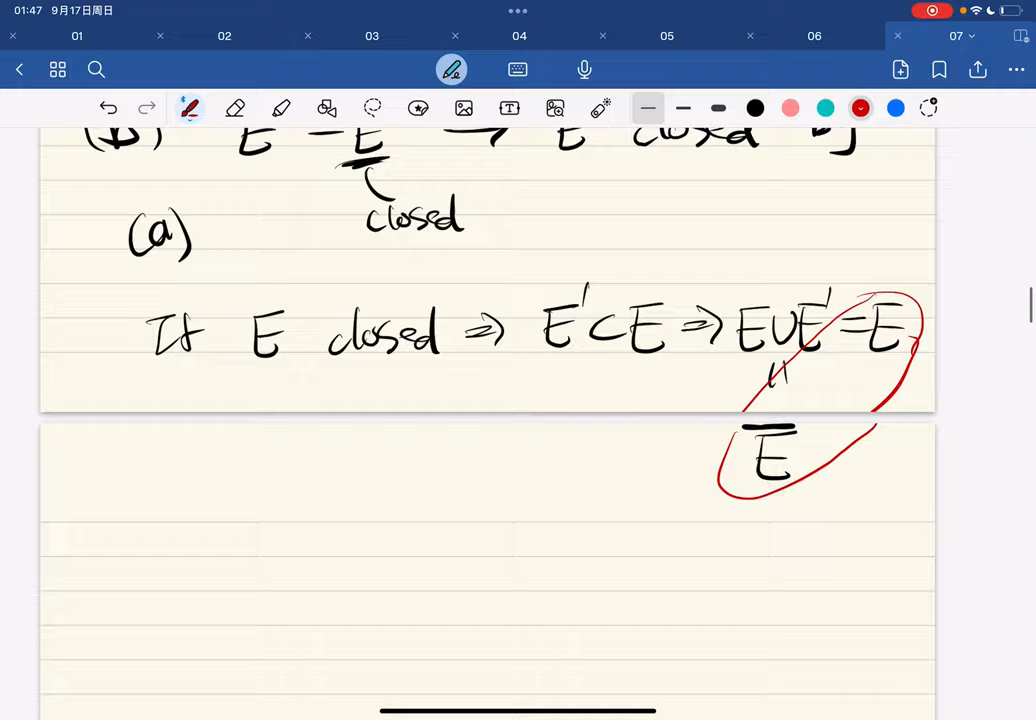 01:47 9月17日周日
01 02 03 04 05 06 07
(b) E = E̅ → E closed
closed
(a)
If E closed ⇒ E' ⊂ E ⇒ E∪E' = E
॥
E̅